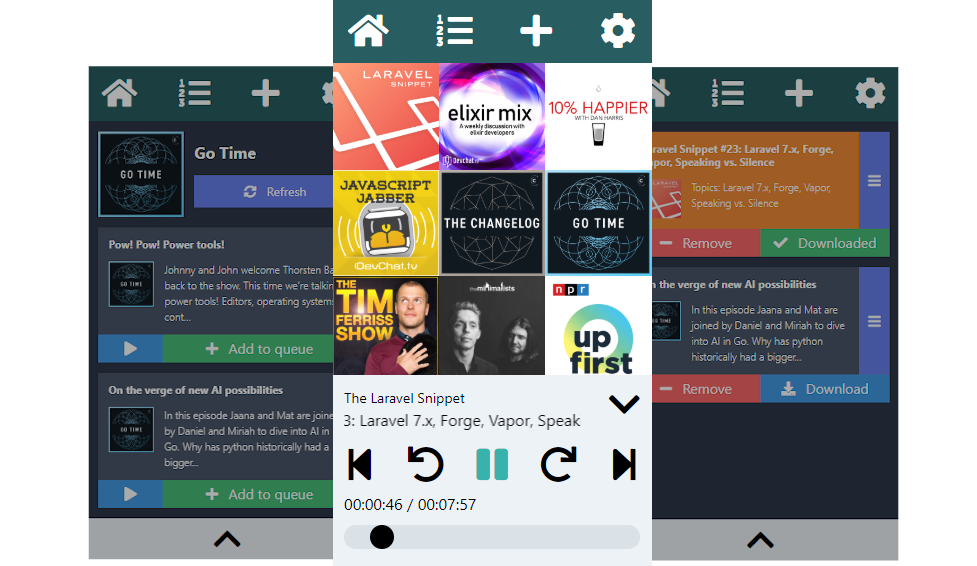 Go Time
GO TIME
Refresh
Pow! Pow! Power tools!
GO TIME
Johnny and John welcome Thorsten Ba
back to the show. This time we're talkin
power tools! Editors, operating systems
cont...
Add to queue
On the verge of new AI possibilities
GO TIME
In this episode Jaana and Mat are joine
by Daniel and Miriah to dive into AI in
Go. Why has python historically had a
bigger...
Add to queue
1
2
3
LARAVEL
SNIPPET
elixir mix
A weekly discussion with
elixir developers
Devchat.tv
10% HAPPIER
WITH DAN HARRIS
JAVASCRIPT
JABBER
DevChat.tv
THE CHANGELOG
GO TIME
THE
TIM
FERRISS
SHOW
theminimalists
npr
up
first
The Laravel Snippet
3: Laravel 7.x, Forge, Vapor, Speak
00:00:46 / 00:07:57
1
2
3
aravel Snippet #23: Laravel 7.x, Forge,
apor, Speaking vs. Silence
Topics: Laravel 7.x, Forge, Vapor,
Speaking vs. Silence
Remove
Downloaded
n the verge of new AI possibilities
GO TIME
In this episode Jaana and Mat are
joined by Daniel and Miriah to dive
into AI in Go. Why has python
historically had a bigger...
Remove
Download